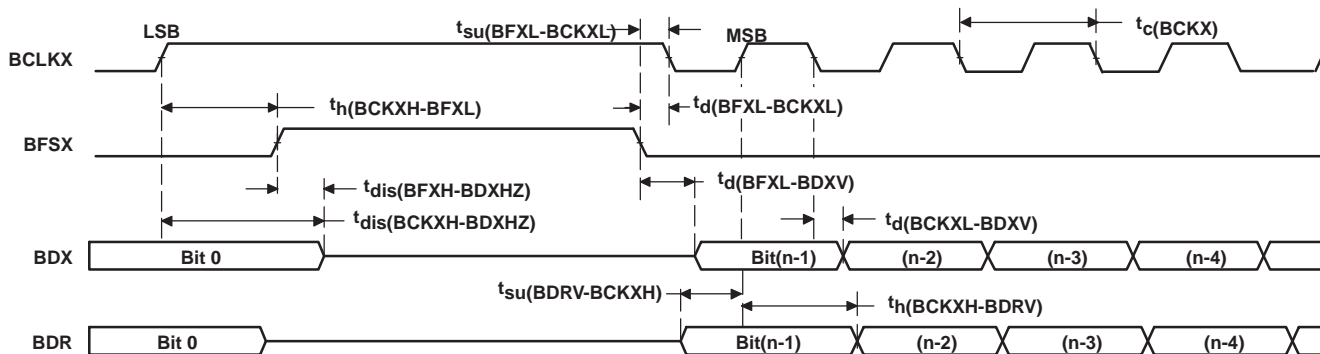 LSB
tsu(BFXL-BCKXL)
MSB
tc(BCKX)
BCLKX
th(BCKXH-BFXL)
td(BFXL-BCKXL)
BFSX
tdis(BFXH-BDXHZ)
td(BFXL-BDXV)
tdis(BCKXH-BDXHZ)
td(BCKXL-BDXV)
BDX
Bit 0
Bit(n-1)
(n-2)
(n-3)
(n-4)
tsu(BDRV-BCKXH)
th(BCKXH-BDRV)
BDR
Bit 0
Bit(n-1)
(n-2)
(n-3)
(n-4)